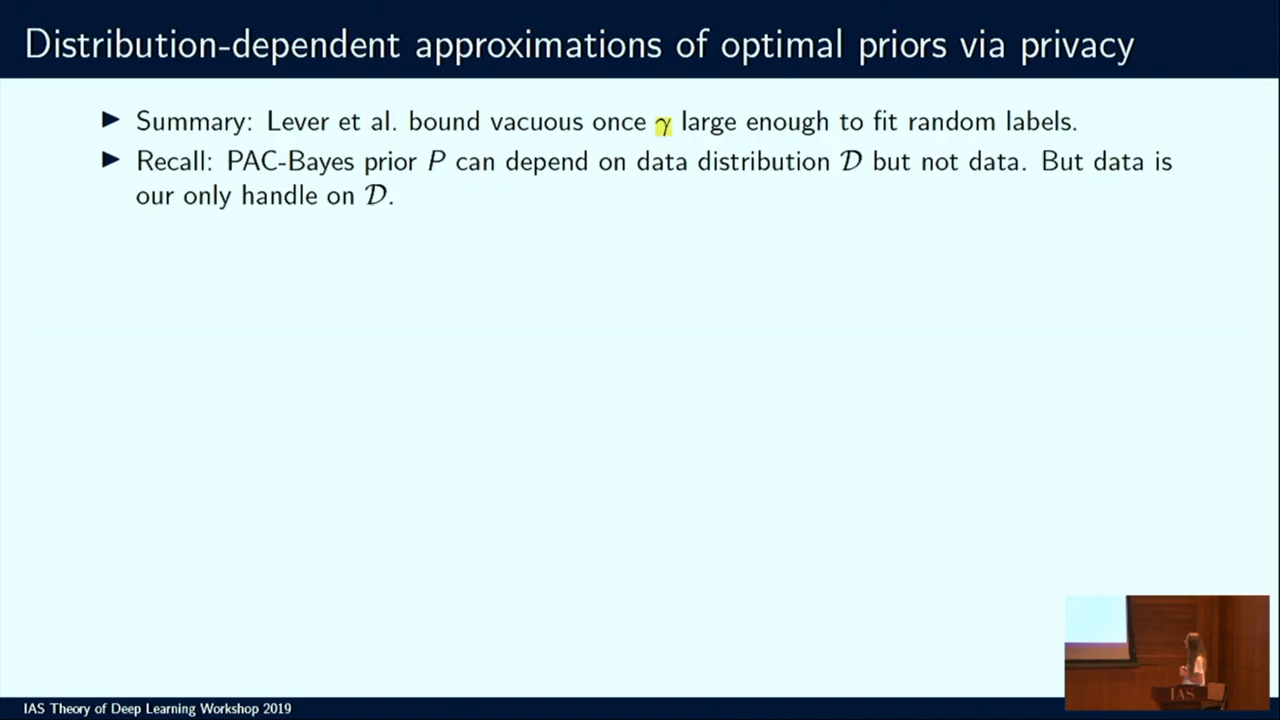 Distribution-dependent approximations of optimal priors via privacy
▶ Summary: Lever et al. bound vacuous once γ large enough to fit random labels.
▶ Recall: PAC-Bayes prior P can depend on data distribution 𝒟 but not data. But data is
our only handle on 𝒟.
IAS
IAS Theory of Deep Learning Workshop 2019